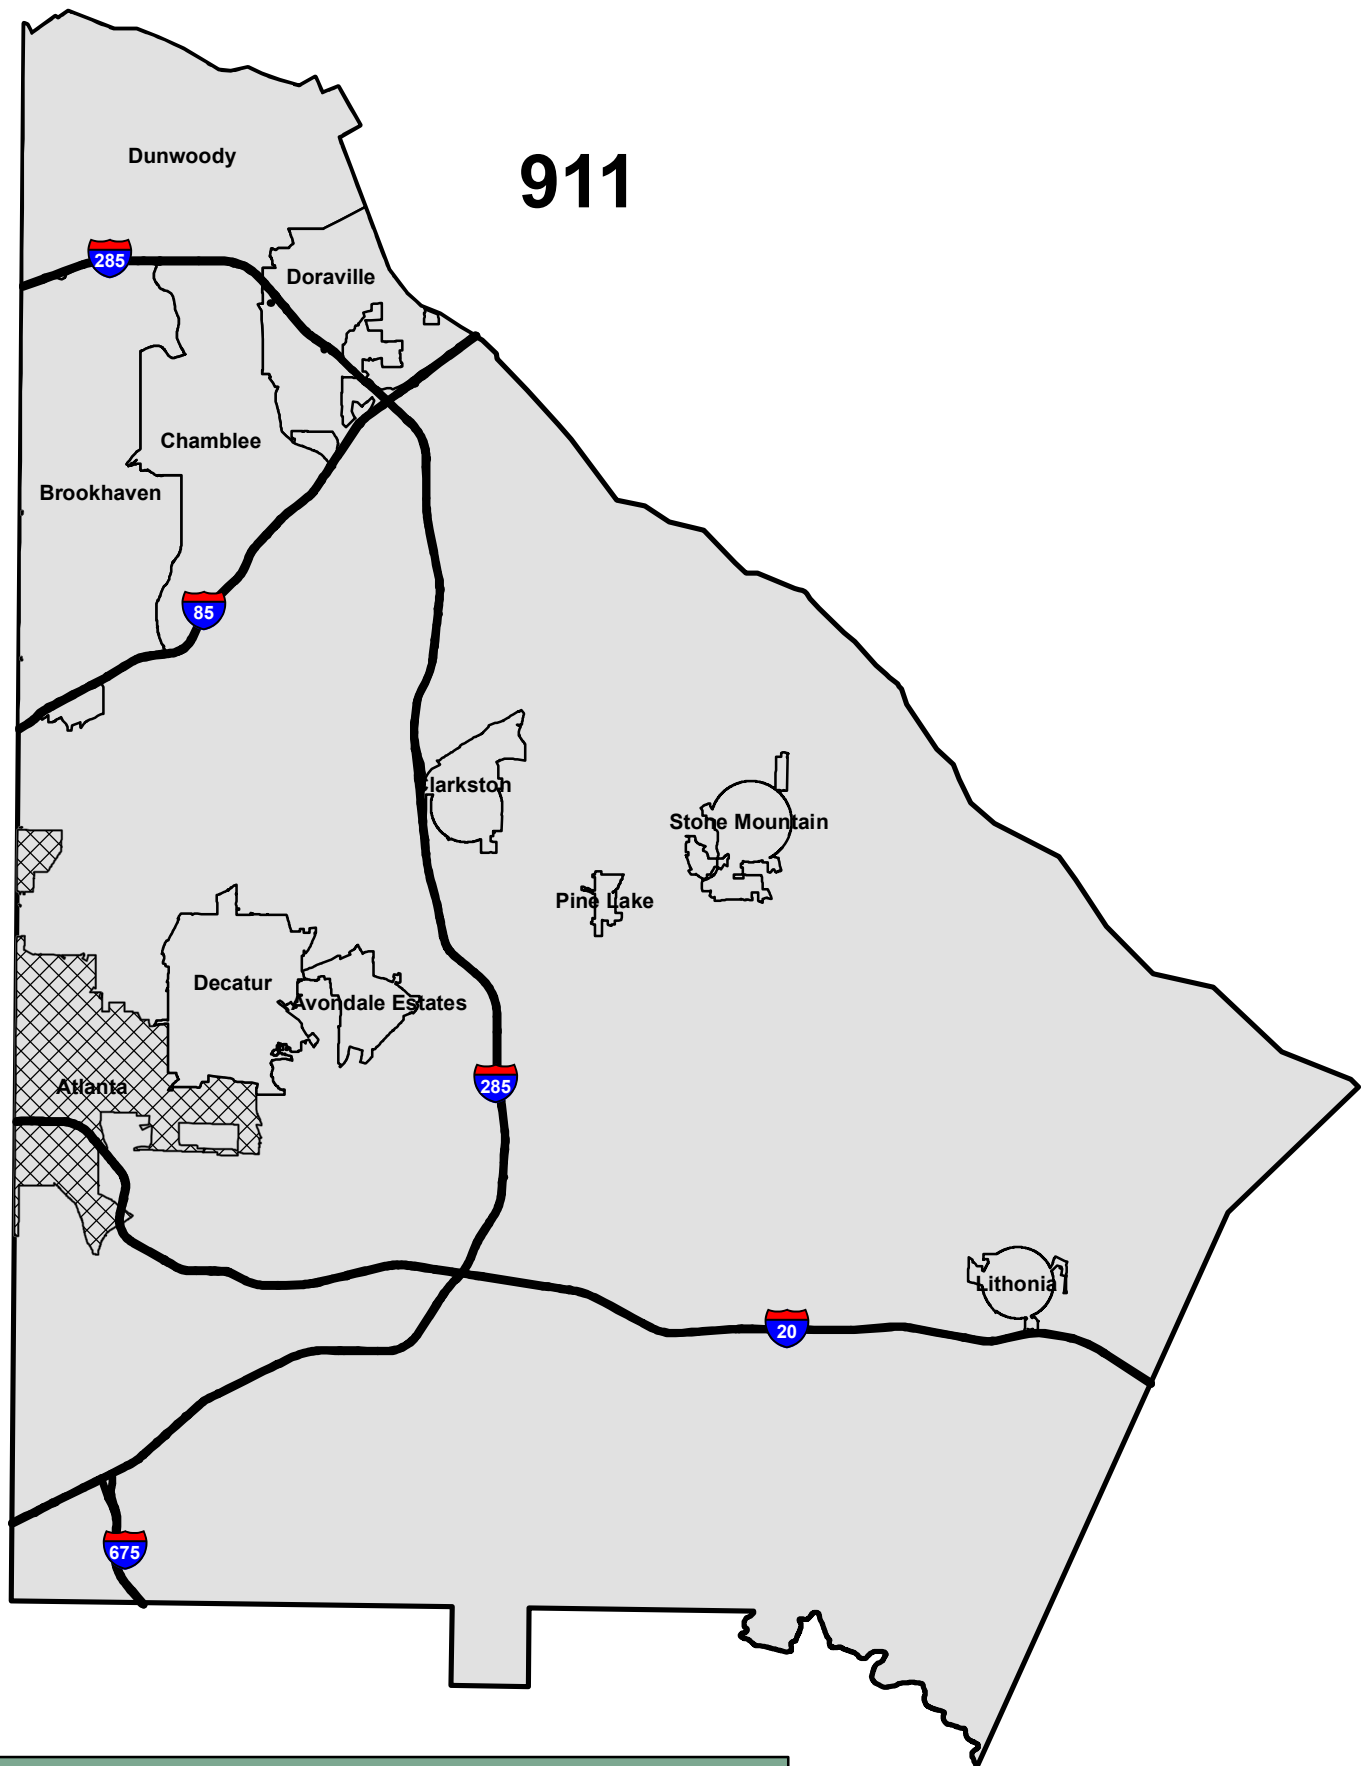 Dunwoody
911
285
Doraville
Chamblee
Brookhaven
85
Clarkston
Stone Mountain
Pine Lake
Decatur
Avondale Estates
285
Atlanta
Lithonia
20
675